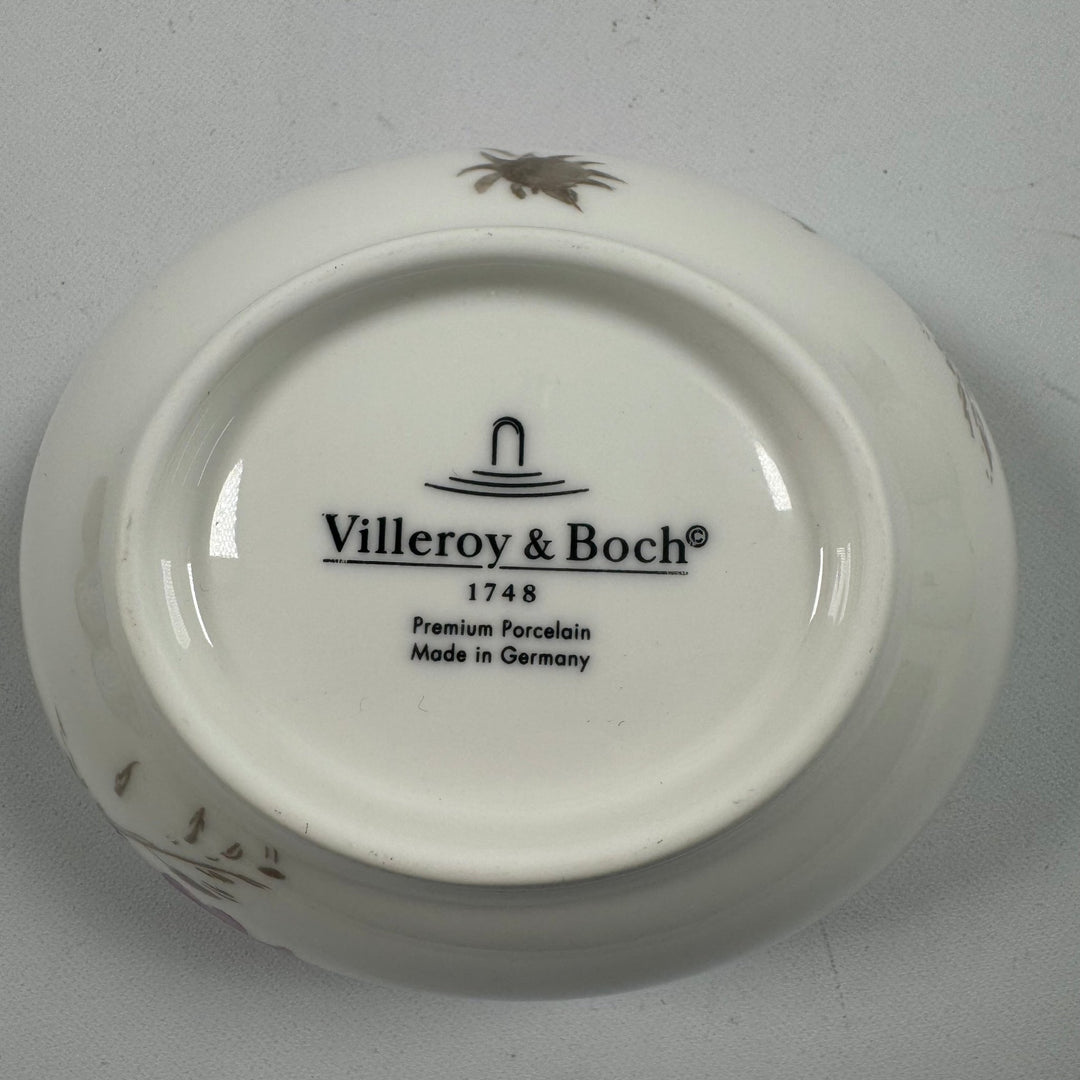 Villeroy & Boch©
1748
Premium Porcelain
Made in Germany